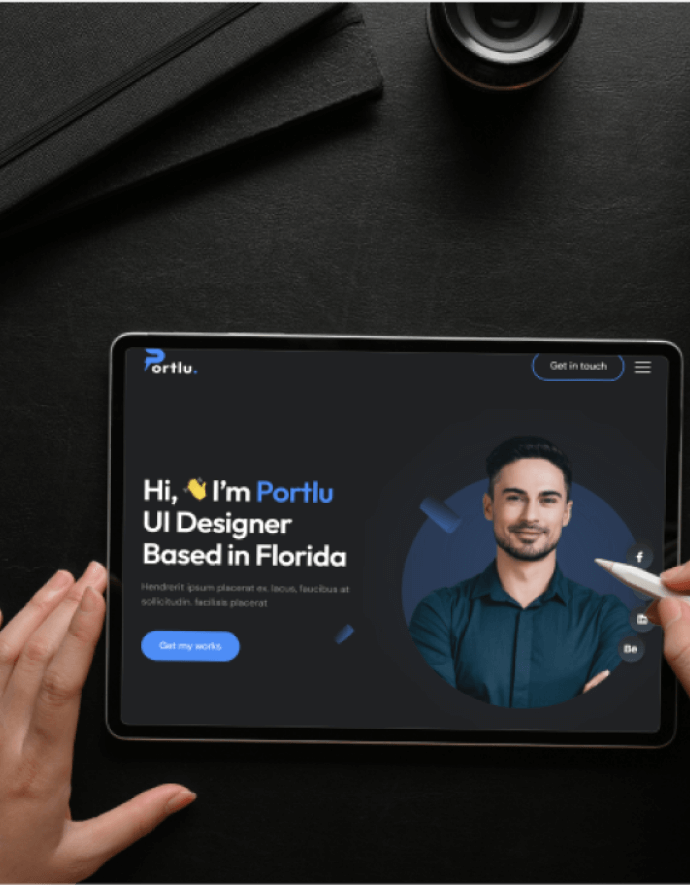 Portlu.
Get in touch
Hi, 👋 I'm Portlu
UI Designer
Based in Florida
Hendrerit ipsum placerat ex, lacus, faucibus at
sollicitudin, facilisis placerat
Get my works
f
in
Bē